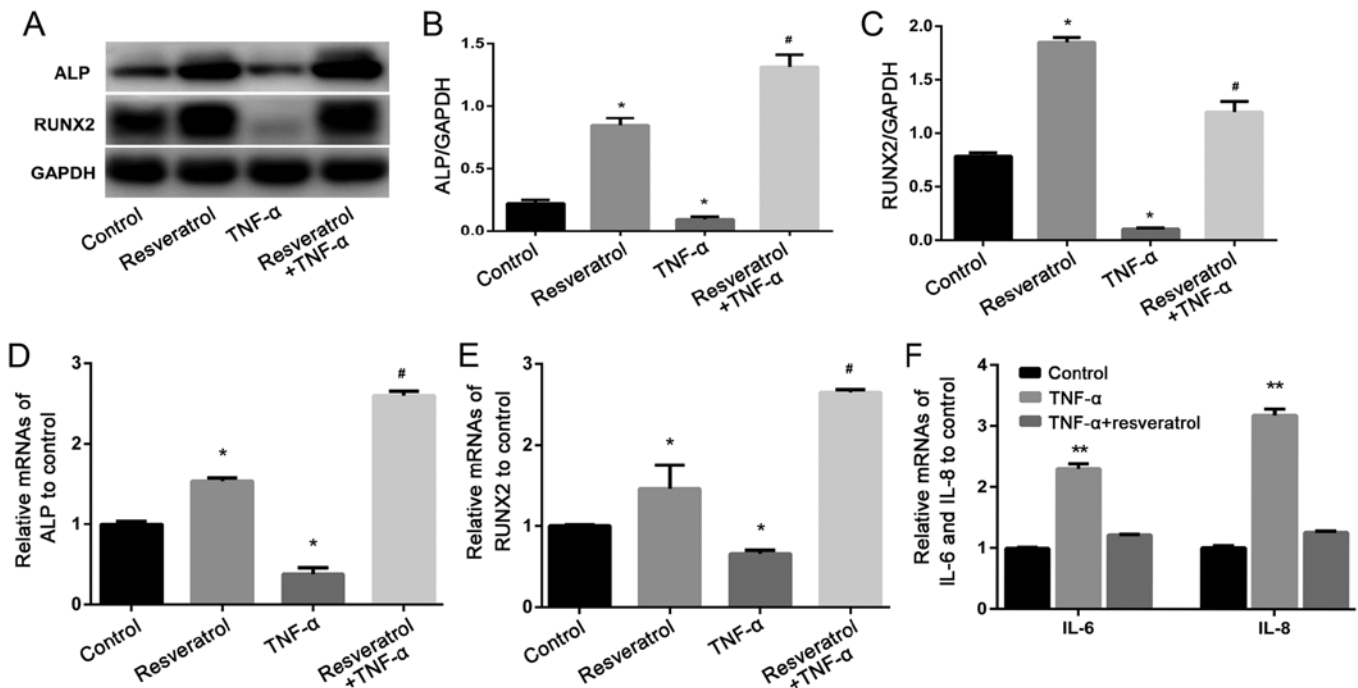 A
ALP
RUNX2
GAPDH
Control
Resveratrol
TNF-α
Resveratrol
+TNF-α
B
ALP/GAPDH
1.5
1.0
0.5
0.0
*
*
#
Control
Resveratrol
TNF-α
Resveratrol
+TNF-α
C
RUNX2/GAPDH
2.0
1.5
1.0
0.5
0.0
*
*
#
Control
Resveratrol
TNF-α
Resveratrol
+TNF-α
D
Relative mRNAs of
ALP to control
3
2
1
0
*
*
#
Control
Resveratrol
TNF-α
Resveratrol
+TNF-α
E
Relative mRNAs of
RUNX2 to control
3
2
1
0
*
*
#
Control
Resveratrol
TNF-α
Resveratrol
+TNF-α
F
Relative mRNAs of
IL-6 and IL-8 to control
4
3
2
1
0
Control
TNF-α
TNF-α+resveratrol
**
**
IL-6
IL-8